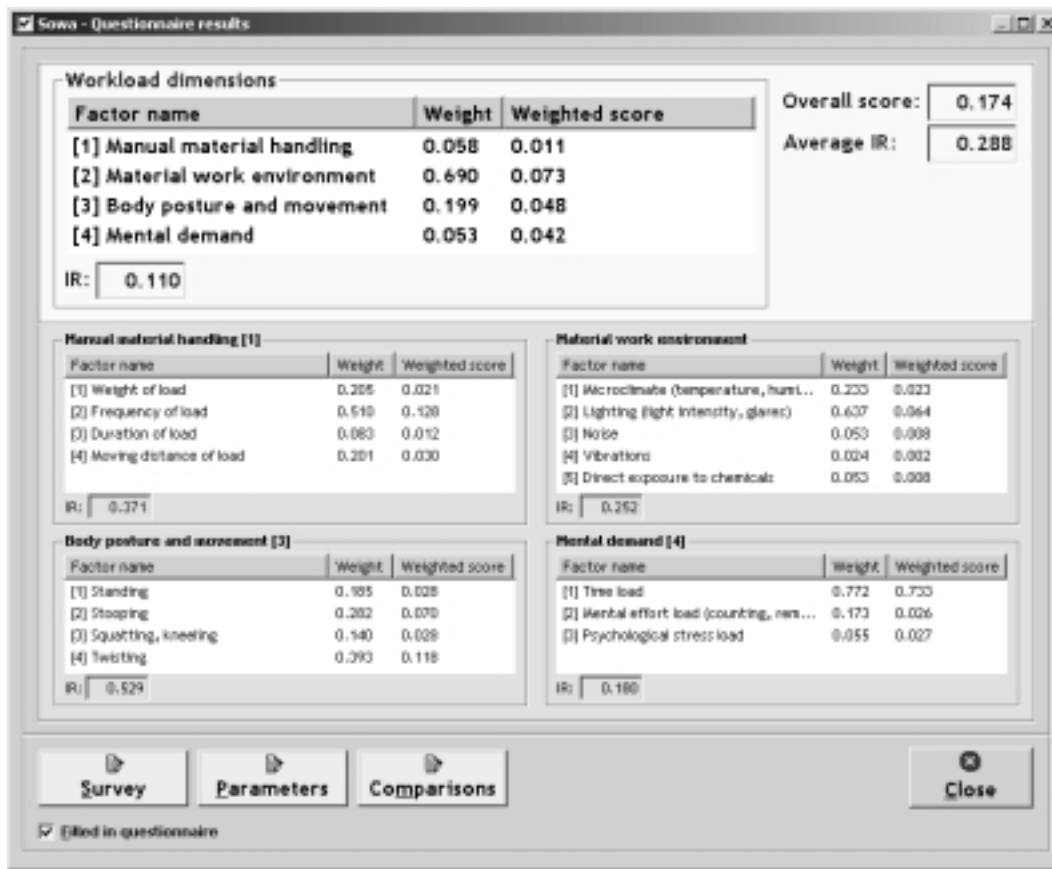 Sowa - Questionnaire results
Workload dimensions
Factor name Weight Weighted score
[1] Manual material handling 0.058 0.011
[2] Material work environment 0.690 0.073
[3] Body posture and movement 0.199 0.048
[4] Mental demand 0.053 0.042
IR: 0.110
Overall score: 0.174
Average IR: 0.288
Manual material handling [1]
Factor name Weight Weighted score
[1] Weight of load 0.205 0.021
[2] Frequency of load 0.510 0.128
[3] Duration of load 0.083 0.012
[4] Moving distance of load 0.201 0.030
IR: 0.371
Material work environment
Factor name Weight Weighted score
[1] Microclimate (temperature, humi... 0.233 0.023
[2] Lighting (light intensity, glares) 0.637 0.064
[3] Noise 0.053 0.008
[4] Vibrations 0.024 0.002
[5] Direct exposure to chemicals 0.053 0.008
IR: 0.252
Body posture and movement [3]
Factor name Weight Weighted score
[1] Standing 0.185 0.028
[2] Stooping 0.282 0.070
[3] Squatting, kneeling 0.140 0.028
[4] Twisting 0.393 0.118
IR: 0.529
Mental demand [4]
Factor name Weight Weighted score
[1] Time load 0.772 0.733
[2] Mental effort load (counting, rem... 0.173 0.026
[3] Psychological stress load 0.055 0.027
IR: 0.180
Survey
Parameters
Comparisons
Close
Filled in questionnaire